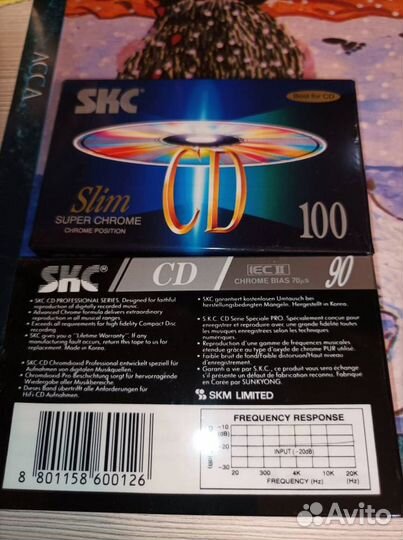 ACCA
SKC®
Best for CD
CD
Slim
SUPER CHROME
CHROME POSITION
100
SKC® CD IEC II 90
CHROME BIAS 70μs
• SKC CD PROFESSIONAL SERIES. Designed for faithful
reproduction of digitally recorded music.
• Advanced Chrome formula delivers extraordinary
reproduction in all musical ranges.
• Exceeds all requirements for high fidelity Compact Disc
recording.
• SKC gives you a "Lifetime Warranty". If you find any
manufacturing fault occurs, return this tape to us for
replacement. Made in Korea.
• SKC CD Chromdioxid Professional entwickelt speziell für
Aufnahmen von digitalen Musikquellen.
• Chromdioxid Pro Beschichtung sorgt für hervorragende
Wiedergabe aller Musikbereiche.
• Dieses Band übertrifft alle Anforderungen für
HiFi CD Aufnahmen.
• SKC garantiert kostenlosen Umtausch bei
herstellungsbedingten Mangeln. Hergestellt in Korea.
• S.K.C. CD Serie Speciale PRO. Spécialement conçue pour
enregistrer et reproduire avec une grande fidélité toutes les
musiques enregistrées selon les techniques
numériques.
• Reproduction d'une gamme de fréquences musicales
étendue grâce au type d'oxyde de chrome PUR utilisé.
• Faible bruit de fond/faible distorsion/Haut niveau
d'enregistrement.
• Garanti a vie par S.K.C., ce produit vous sera échangé
s'il présente un défaut de fabrication reconnu. Fabriqué
en Corée par SUNKYONG.
SKM LIMITED
FREQUENCY RESPONSE
-10
(dB)
-20
-30
INPUT (-20dB)
20 300 4K 10K 20K
FREQUENCY (Hz) (Hz)
8 801158 600126
Avito